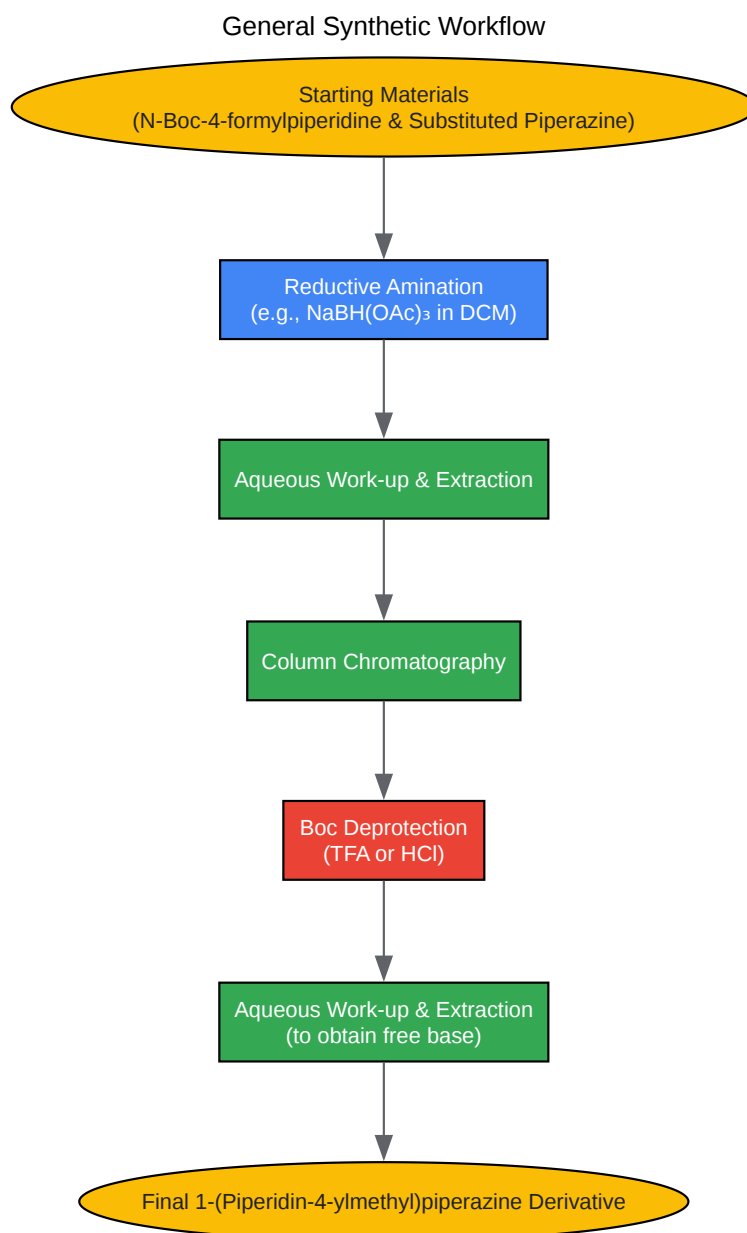 General Synthetic Workflow
Starting Materials
(N-Boc-4-formylpiperidine & Substituted Piperazine)
Reductive Amination
(e.g., NaBH(OAc)₃ in DCM)
Aqueous Work-up & Extraction
Column Chromatography
Boc Deprotection
(TFA or HCl)
Aqueous Work-up & Extraction
(to obtain free base)
Final 1-(Piperidin-4-ylmethyl)piperazine Derivative